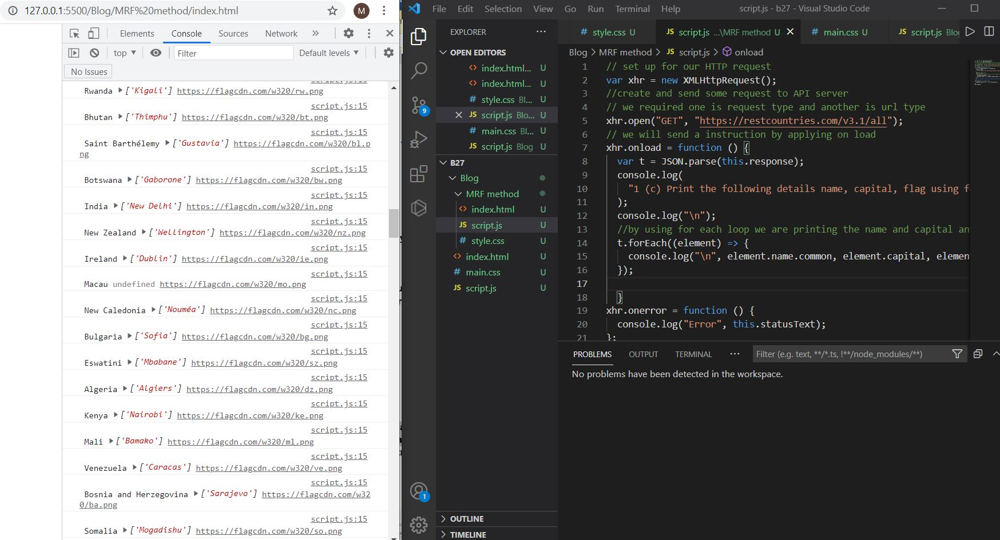 127.0.0.1:5500/Blog/MRF%20method/index.html
M
Elements Console Sources Network »
top Filter Default levels
No Issues
script.js:15
Rwanda ['Kigali'] https://flagcdn.com/w320/rw.png
script.js:15
Bhutan ['Thimphu'] https://flagcdn.com/w320/bt.png
script.js:15
Saint Barthélemy ['Gustavia'] https://flagcdn.com/w320/bl.p
ng
script.js:15
Botswana ['Gaborone'] https://flagcdn.com/w320/bw.png
script.js:15
India ['New Delhi'] https://flagcdn.com/w320/in.png
script.js:15
New Zealand ['Wellington'] https://flagcdn.com/w320/nz.png
script.js:15
Ireland ['Dublin'] https://flagcdn.com/w320/ie.png
script.js:15
Macau undefined https://flagcdn.com/w320/mo.png
script.js:15
New Caledonia ['Nouméa'] https://flagcdn.com/w320/nc.png
script.js:15
Bulgaria ['Sofia'] https://flagcdn.com/w320/bg.png
script.js:15
Eswatini ['Mbabane'] https://flagcdn.com/w320/sz.png
script.js:15
Algeria ['Algiers'] https://flagcdn.com/w320/dz.png
script.js:15
Kenya ['Nairobi'] https://flagcdn.com/w320/ke.png
script.js:15
Mali ['Bamako'] https://flagcdn.com/w320/ml.png
script.js:15
Venezuela ['Caracas'] https://flagcdn.com/w320/ve.png
script.js:15
Bosnia and Herzegovina ['Sarajevo'] https://flagcdn.com/w32
0/ba.png
script.js:15
Somalia ['Mogadishu'] https://flagcdn.com/w320/so.png
File Edit Selection View Go Run Terminal Help script.js - b27 - Visual Studio Code
9
1
EXPLORER ...
OPEN EDITORS
index.html... U
index.html... U
# style.css Bl... U
JS script.js Blo... U
# main.css Bl... U
JS script.js Blog U
B27
Blog
MRF method
index.html U
JS script.js U
# style.css U
index.html U
# main.css U
JS script.js U
OUTLINE
TIMELINE
# style.css U JS script.js ...\MRF method U # main.css U JS script.js Blo
Blog > MRF method > JS script.js > onload
1 // set up for our HTTP request
2 var xhr = new XMLHttpRequest();
3 //create and send some request to API server
4 // we required one is request type and another is url type
5 xhr.open("GET", "https://restcountries.com/v3.1/all");
6 // we will send a instruction by applying on load
7 xhr.onload = function () {
8 var t = JSON.parse(this.response);
9 console.log(
10 "1 (c) Print the following details name, capital, flag using f
11 );
12 console.log("\n");
13 //by using for each loop we are printing the name and capital an
14 t.forEach((element) => {
15 console.log("\n", element.name.common, element.capital, elemen
16 });
17
18 }
19 xhr.onerror = function () {
20 console.log("Error", this.statusText);
21 };
PROBLEMS OUTPUT TERMINAL ... Filter (e.g. text, **/*.ts, !**/node_modules/**)
No problems have been detected in the workspace.